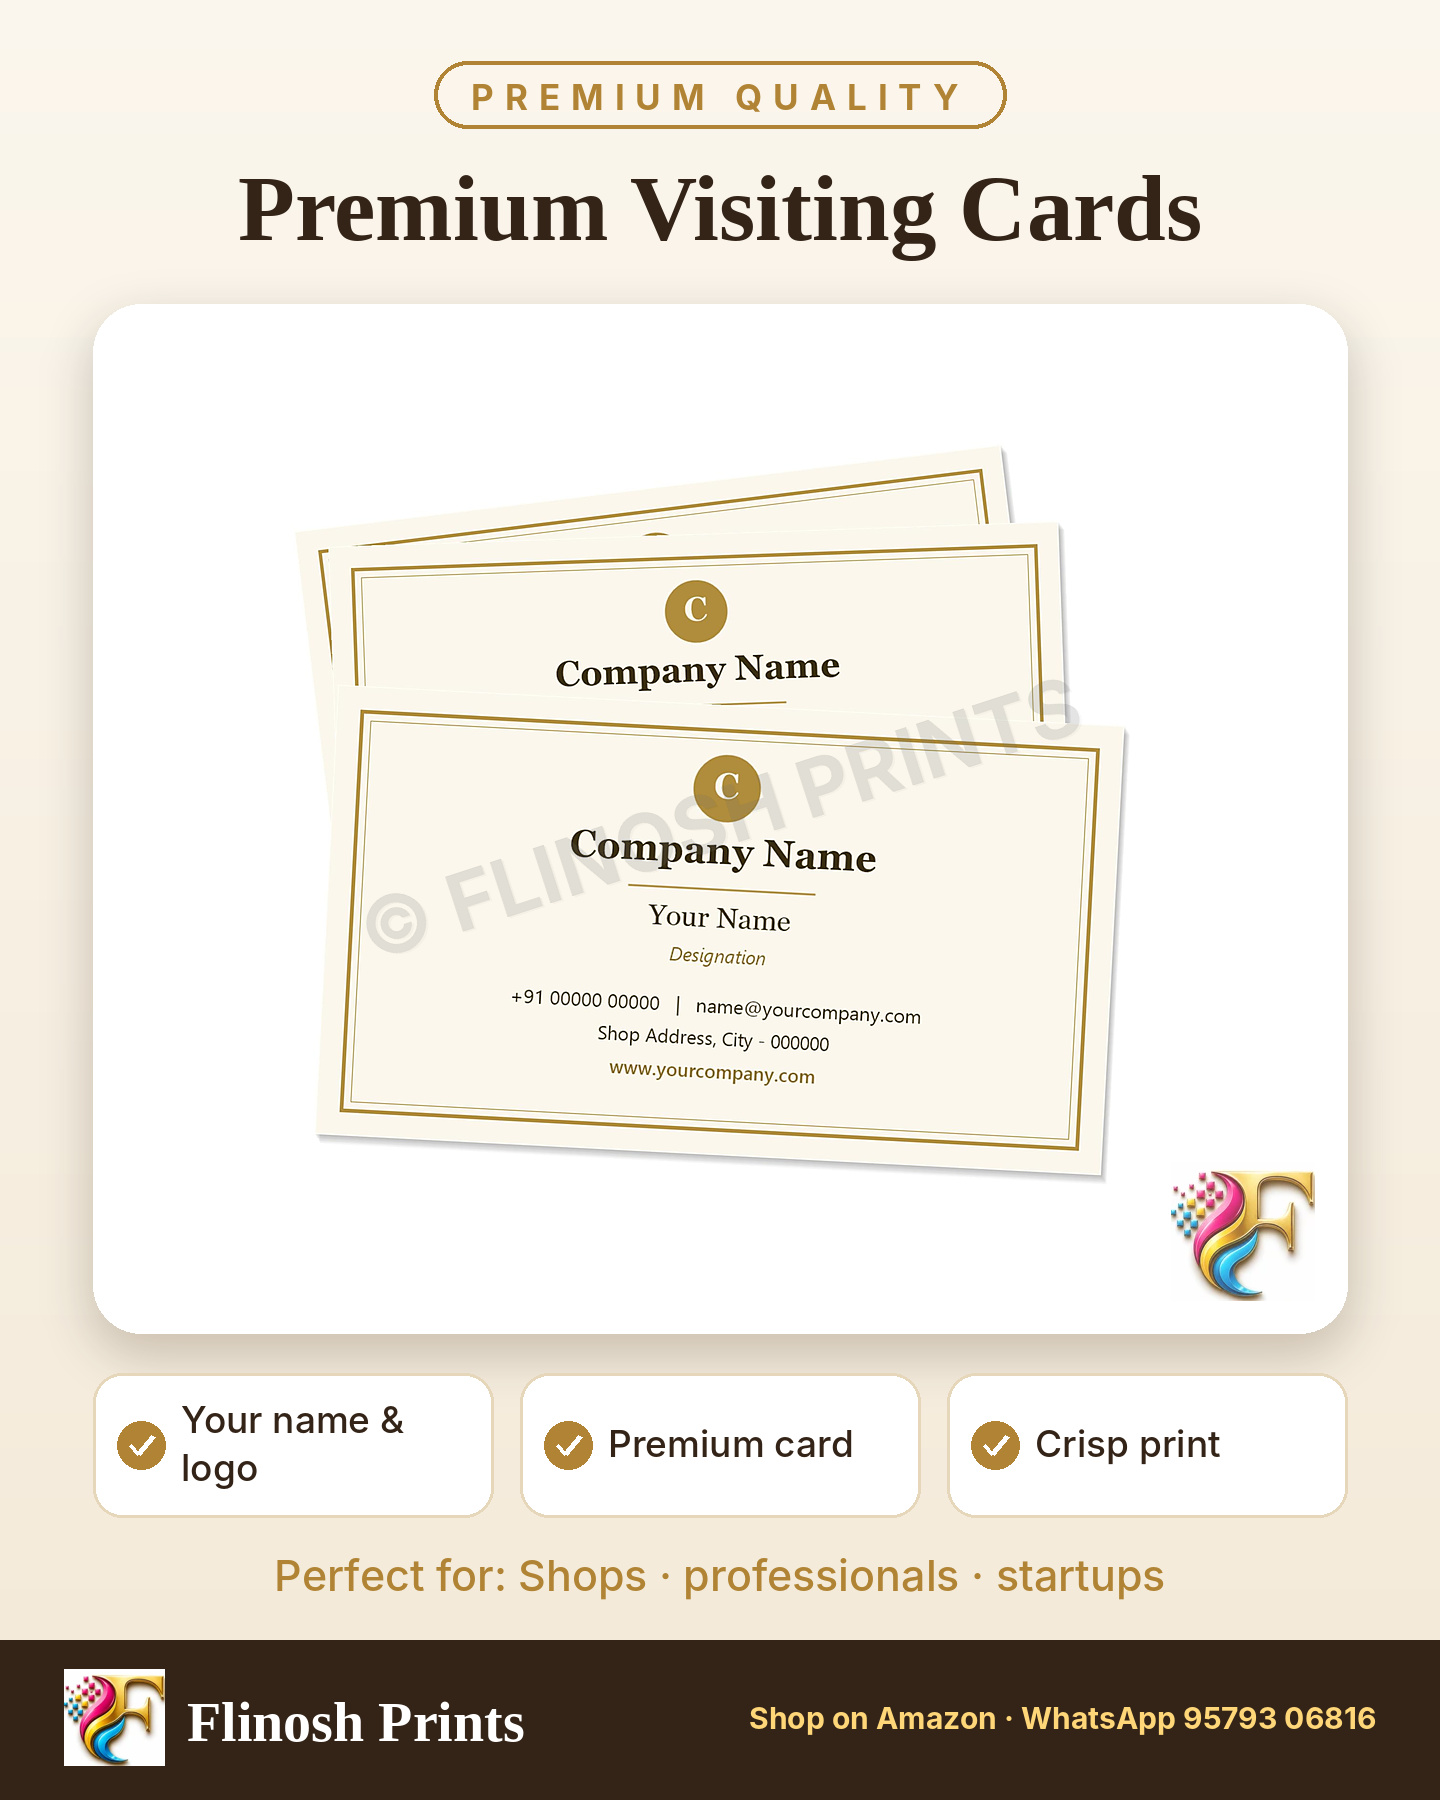 PREMIUM QUALITY
Premium Visiting Cards
C
Company Name
C
Company Name
Your Name
Designation
+91 00000 00000 | name@yourcompany.com
Shop Address, City - 000000
www.yourcompany.com
© FLINOSH PRINTS
F
Your name &
logo
Premium card
Crisp print
Perfect for: Shops · professionals · startups
F
Flinosh Prints
Shop on Amazon · WhatsApp 95793 06816